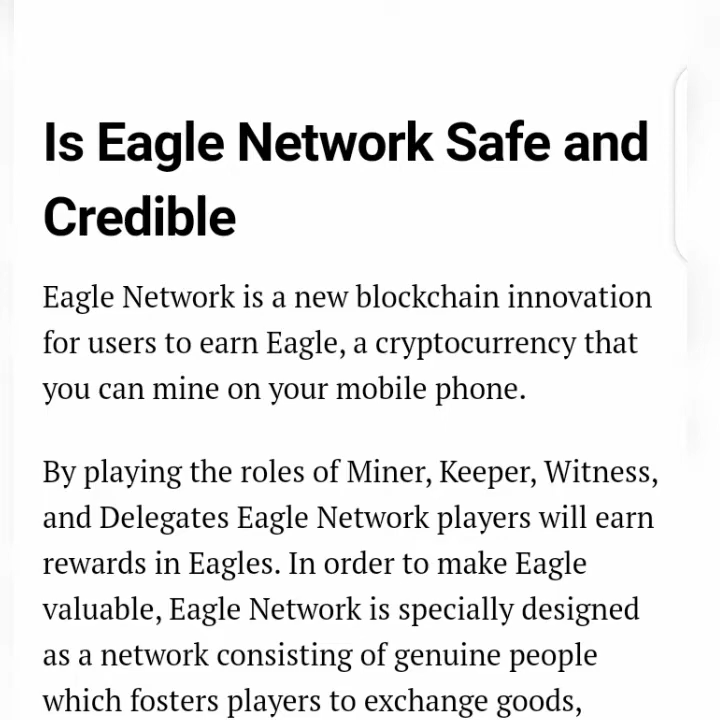 Is Eagle Network Safe and
Credible
Eagle Network is a new blockchain innovation
for users to earn Eagle, a cryptocurrency that
you can mine on your mobile phone.
By playing the roles of Miner, Keeper, Witness,
and Delegates Eagle Network players will earn
rewards in Eagles. In order to make Eagle
valuable, Eagle Network is specially designed
as a network consisting of genuine people
which fosters players to exchange goods,